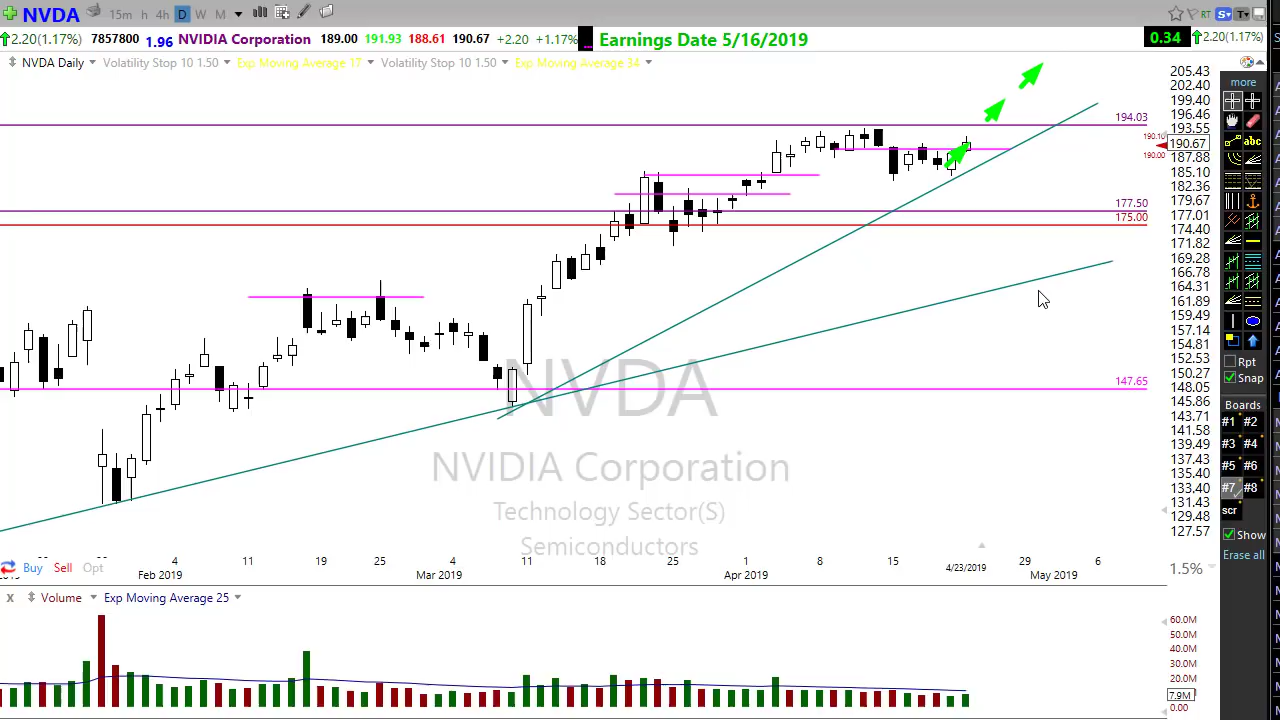 NVDA 15m h 4h D W M RT S T
2.20(1.17%) 7857800 1.96 NVIDIA Corporation 189.00 191.93 188.61 190.67 +2.20 +1.17% Earnings Date 5/16/2019 0.34 2.20(1.17%)
NVDA Daily Volatility Stop 10 1.50 Exp Moving Average 17 Volatility Stop 10 1.50 Exp Moving Average 34
205.43
more
202.40
199.40
196.46
194.03
193.55
190.10
190.67
190.00
abc
187.88
185.10
182.36
179.67
177.50
177.01
175.00
174.40
171.82
169.28
166.78
164.31
161.89
159.49
157.14
154.81
152.53
Rpt
150.27
Snap
147.65
148.05
145.86
Boards
143.71
#1 #2
141.58
139.49
#3 #4
137.43
#5 #6
135.40
133.40
#7 #8
131.43
scr
129.48
127.57
Show
Erase all
NVDA
NVIDIA Corporation
Technology Sector(S)
Semiconductors
Buy Sell Opt
4 11 19 25 4 11 18 25 1 8 15 4/23/2019 29 6
2019 Feb 2019 Mar 2019 Apr 2019 May 2019
1.5%
x Volume Exp Moving Average 25
60.0M
50.0M
40.0M
30.0M
20.0M
7.9M
0.00